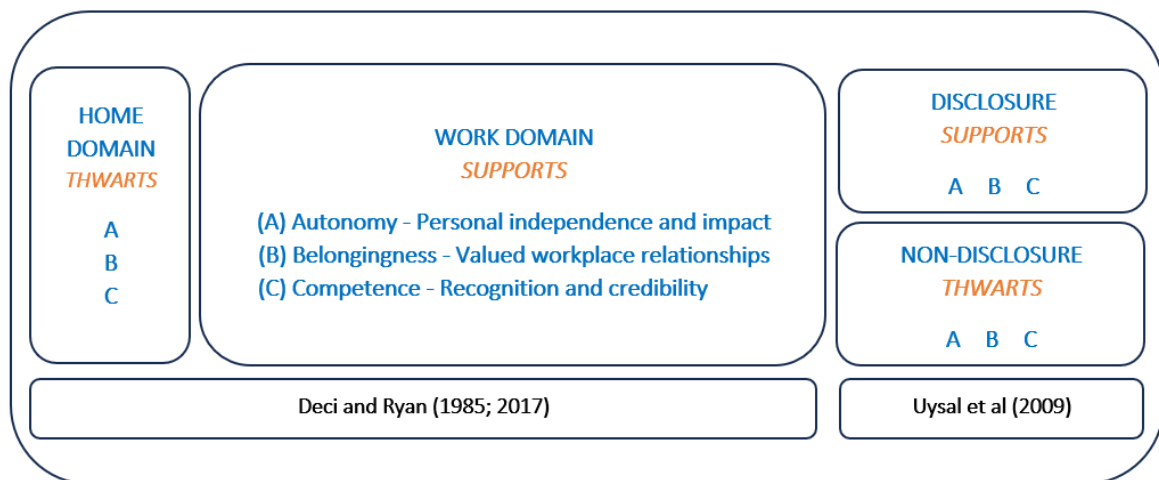 HOME
DOMAIN
THWARTS
A
B
C
WORK DOMAIN
SUPPORTS
(A) Autonomy - Personal independence and impact
(B) Belongingness - Valued workplace relationships
(C) Competence - Recognition and credibility
DISCLOSURE
SUPPORTS
A B C
NON-DISCLOSURE
THWARTS
A B C
Deci and Ryan (1985; 2017)
Uysal et al (2009)